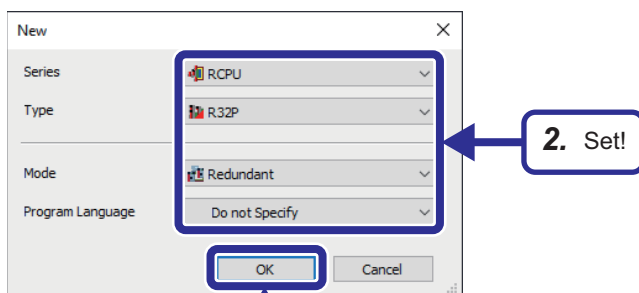 New
Series
RCPU
Type
R32P
2. Set!
Mode
Redundant
Program Language
Do not Specify
OK
Cancel